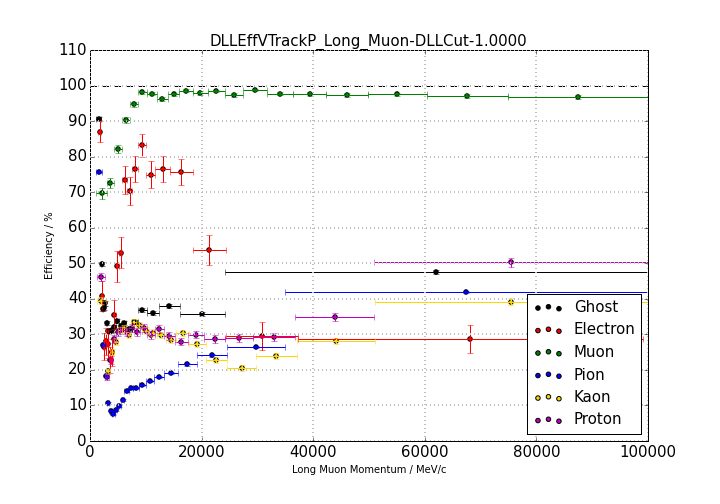 DLLEffVTrackP_Long_Muon-DLLCut-1.0000
110
100
90
80
70
60
50
40
30
20
10
0
Efficiency / %
0 20000 40000 60000 80000 100000
Long Muon Momentum / MeV/c
Ghost
Electron
Muon
Pion
Kaon
Proton